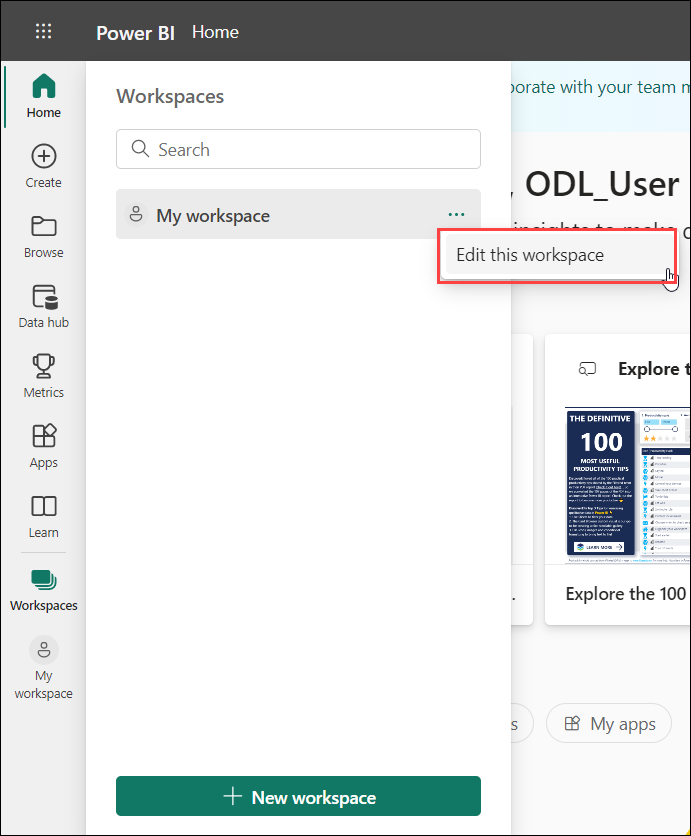 Power BI Home
Home
Create
Browse
Data hub
Metrics
Apps
Learn
Workspaces
My
workspace
Workspaces
Search
My workspace
...
Edit this workspace
New workspace
borate with your team m
, ODL_User
insights to make
Explore t
THE DEFINITIVE
100
MOST USEFUL
PRODUCTIVITY TIPS
LEARN MORE
.
Explore the 100
s
My apps